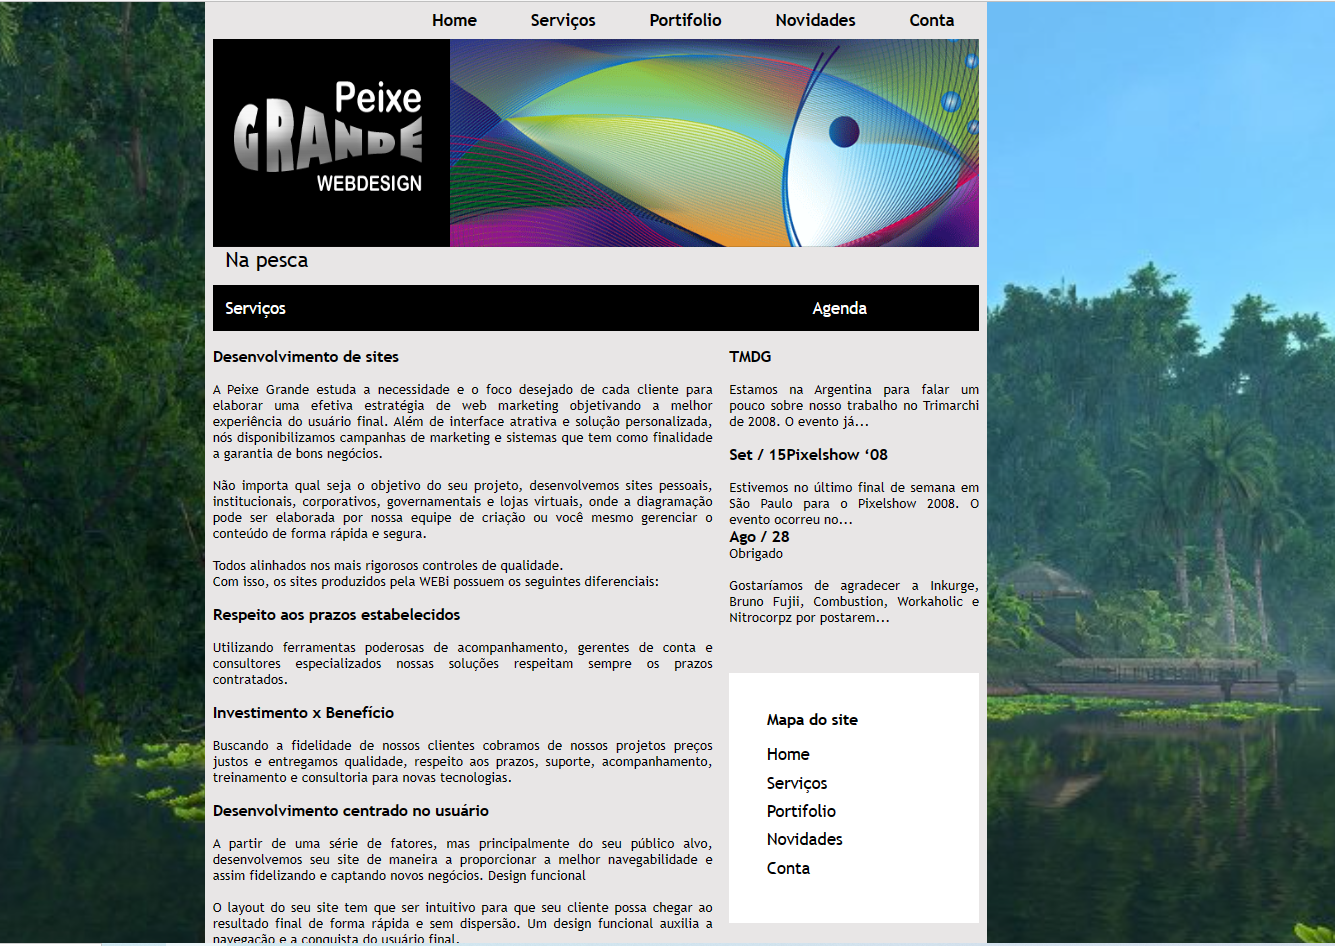 Home Serviços Portifolio Novidades Conta
Peixe
GRANDE
WEBDESIGN
Na pesca
Serviços
Agenda
Desenvolvimento de sites
A Peixe Grande estuda a necessidade e o foco desejado de cada cliente para
elaborar uma efetiva estratégia de web marketing objetivando a melhor
experiência do usuário final. Além de interface atrativa e solução personalizada,
nós disponibilizamos campanhas de marketing e sistemas que tem como finalidade
a garantia de bons negócios.
Não importa qual seja o objetivo do seu projeto, desenvolvemos sites pessoais,
institucionais, corporativos, governamentais e lojas virtuais, onde a diagramação
pode ser elaborada por nossa equipe de criação ou você mesmo gerenciar o
conteúdo de forma rápida e segura.
Todos alinhados nos mais rigorosos controles de qualidade.
Com isso, os sites produzidos pela WEBi possuem os seguintes diferenciais:
Respeito aos prazos estabelecidos
Utilizando ferramentas poderosas de acompanhamento, gerentes de conta e
consultores especializados nossas soluções respeitam sempre os prazos
contratados.
Investimento x Benefício
Buscando a fidelidade de nossos clientes cobramos de nossos projetos preços
justos e entregamos qualidade, respeito aos prazos, suporte, acompanhamento,
treinamento e consultoria para novas tecnologias.
Desenvolvimento centrado no usuário
A partir de uma série de fatores, mas principalmente do seu público alvo,
desenvolvemos seu site de maneira a proporcionar a melhor navegabilidade e
assim fidelizando e captando novos negócios. Design funcional
O layout do seu site tem que ser intuitivo para que seu cliente possa chegar ao
resultado final de forma rápida e sem dispersão. Um design funcional auxilia a
navegação e a conquista do usuário final.
TMDG
Estamos na Argentina para falar um
pouco sobre nosso trabalho no Trimarchi
de 2008. O evento já...
Set / 15Pixelshow ‘08
Estivemos no último final de semana em
São Paulo para o Pixelshow 2008. O
evento ocorreu no...
Ago / 28
Obrigado
Gostaríamos de agradecer a Inkurge,
Bruno Fujii, Combustion, Workaholic e
Nitrocorpz por postarem...
Mapa do site
Home
Serviços
Portifolio
Novidades
Conta